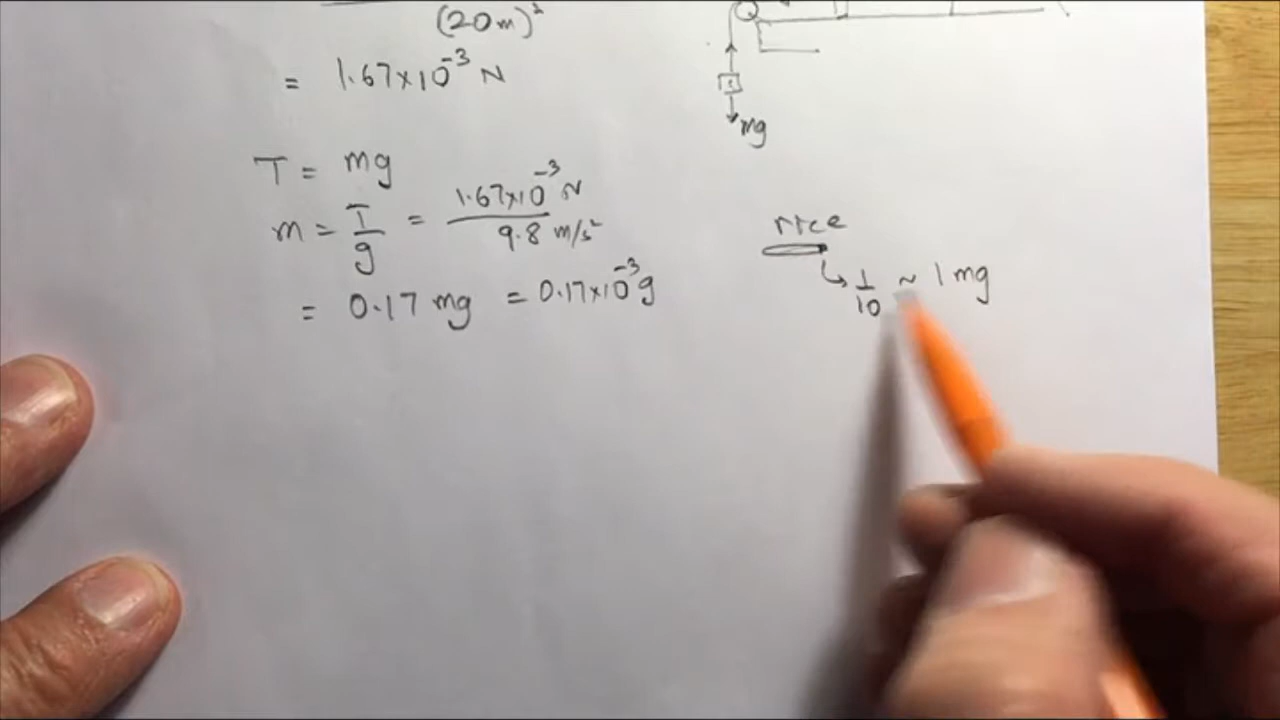 (20m)²
= 1.67×10⁻³ N
mg
T = mg
m = T/g = 1.67×10⁻³ N / 9.8 m/s²
= 0.17 mg = 0.17×10⁻³g
rice
1/10 ~ 1 mg